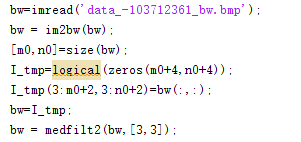 bw=imread('data_-103712361_bw.bmp');
bw = im2bw(bw);
[m0,n0]=size(bw);
I_tmp=logical(zeros(m0+4,n0+4));
I_tmp(3:m0+2,3:n0+2)=bw(:,:);
bw=I_tmp;
bw = medfilt2(bw,[3,3]);